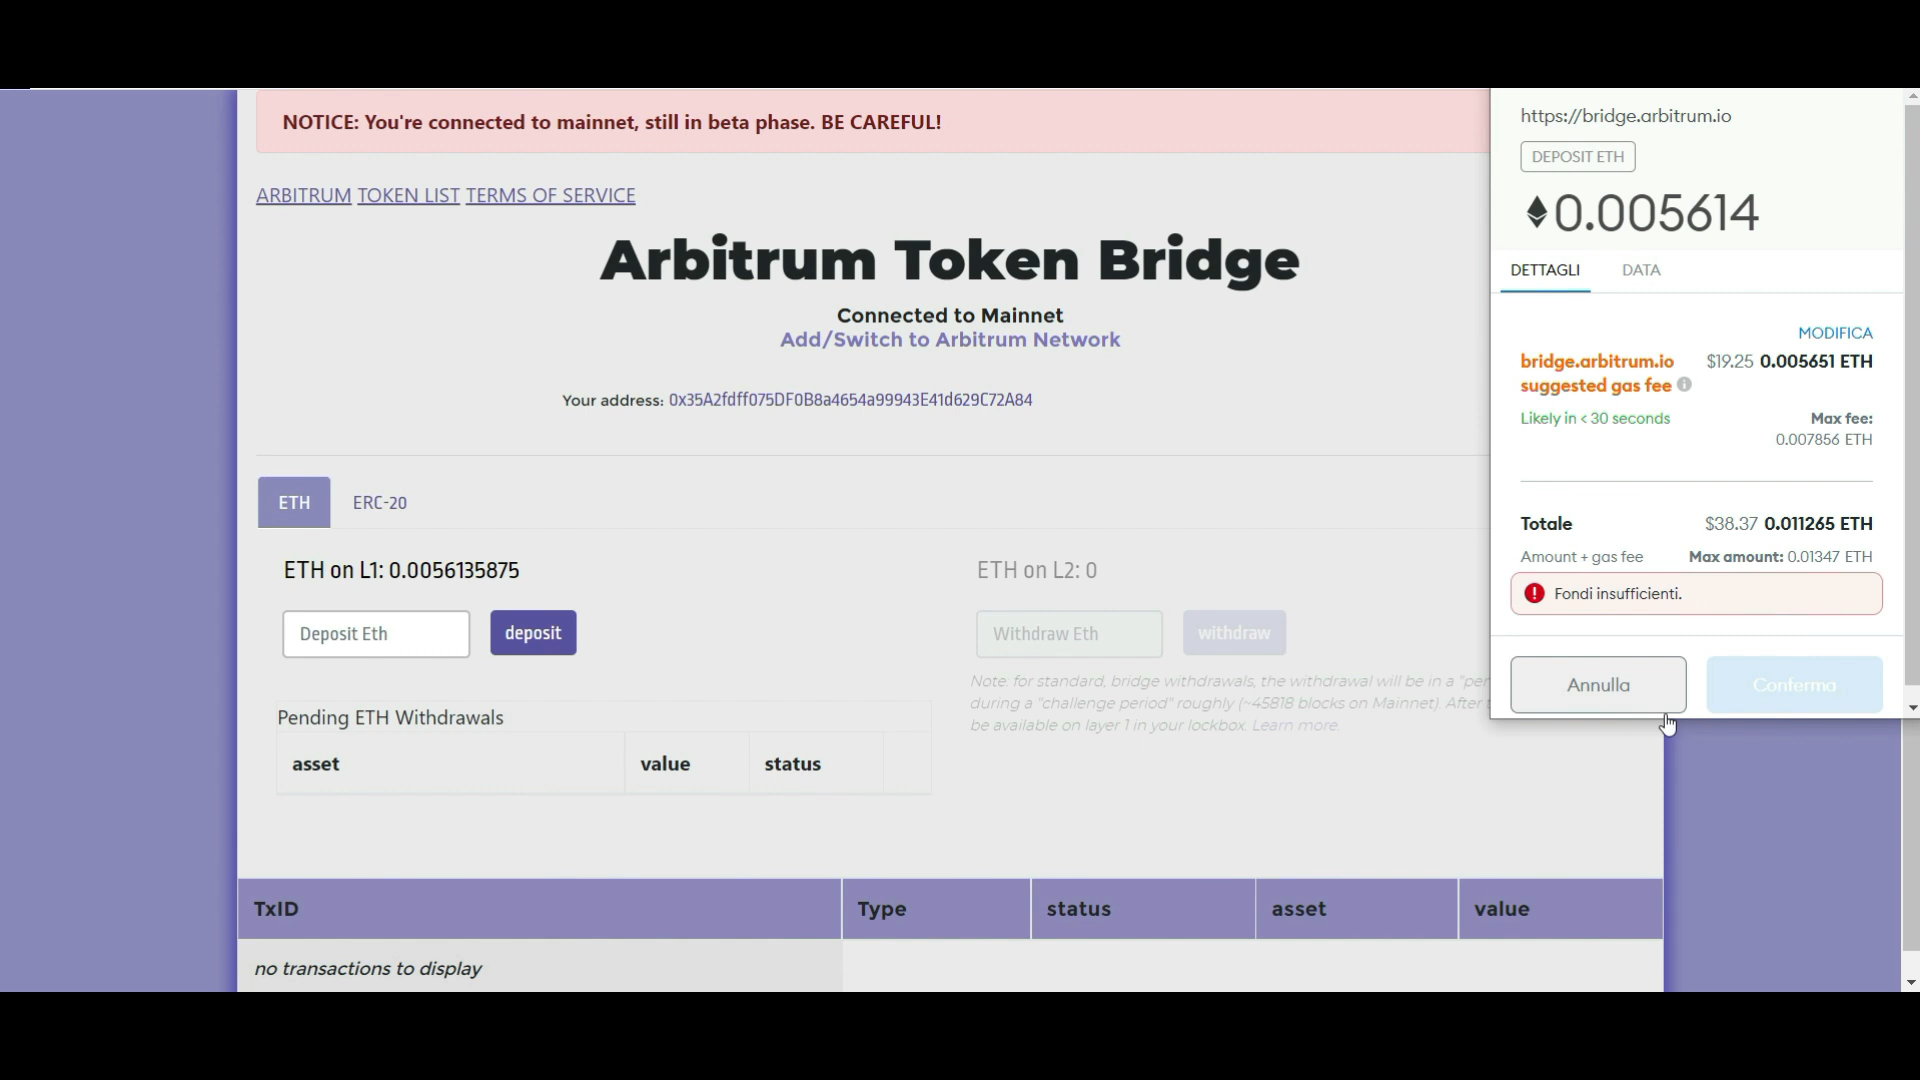 NOTICE: You're connected to mainnet, still in beta phase. BE CAREFUL!
ARBITRUM TOKEN LIST TERMS OF SERVICE
Arbitrum Token Bridge
Connected to Mainnet
Add/Switch to Arbitrum Network
Your address: 0x35A2fdff075DF0B8a4654a99943E41d629C72A84
ETH ERC-20
ETH on L1: 0.0056135875
Deposit Eth deposit
Pending ETH Withdrawals
asset value status
ETH on L2: 0
Withdraw Eth withdraw
Note: for standard, bridge withdrawals, the withdrawal will be in a "per
during a "challenge period" roughly (~45818 blocks on Mainnet). After t
be available on layer 1 in your lockbox. Learn more.
TxID Type status asset value
no transactions to display
https://bridge.arbitrum.io
DEPOSIT ETH
0.005614
DETTAGLI DATA
MODIFICA
bridge.arbitrum.io $19.25 0.005651 ETH
suggested gas fee
Likely in < 30 seconds Max fee:
0.007856 ETH
Totale $38.37 0.011265 ETH
Amount + gas fee Max amount: 0.01347 ETH
Fondi insufficienti.
Annulla Conferma